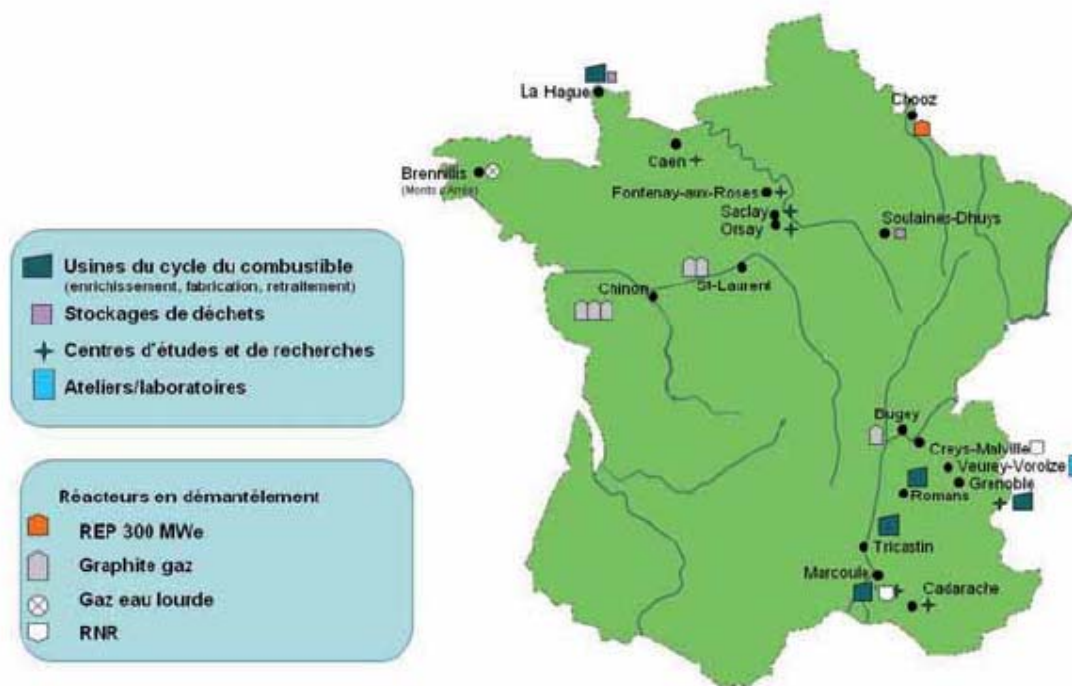 La Hague
Chooz
Caen
Brennilis
(Monts d'Arrée)
Fontenay-aux-Roses
Saclay
Orsay
Soulaines-Dhuys
St-Laurent
Chinon
Usines du cycle du combustible
(enrichissement, fabrication, retraitement)
Stockages de déchets
Centres d'études et de recherches
Ateliers/laboratoires
Bugey
Creys-Malville
Veurey-Voroize
Grenoble
Romans
Tricastin
Marcoule
Cadarache
Réacteurs en démantèlement
REP 300 MWe
Graphite gaz
Gaz eau lourde
RNR